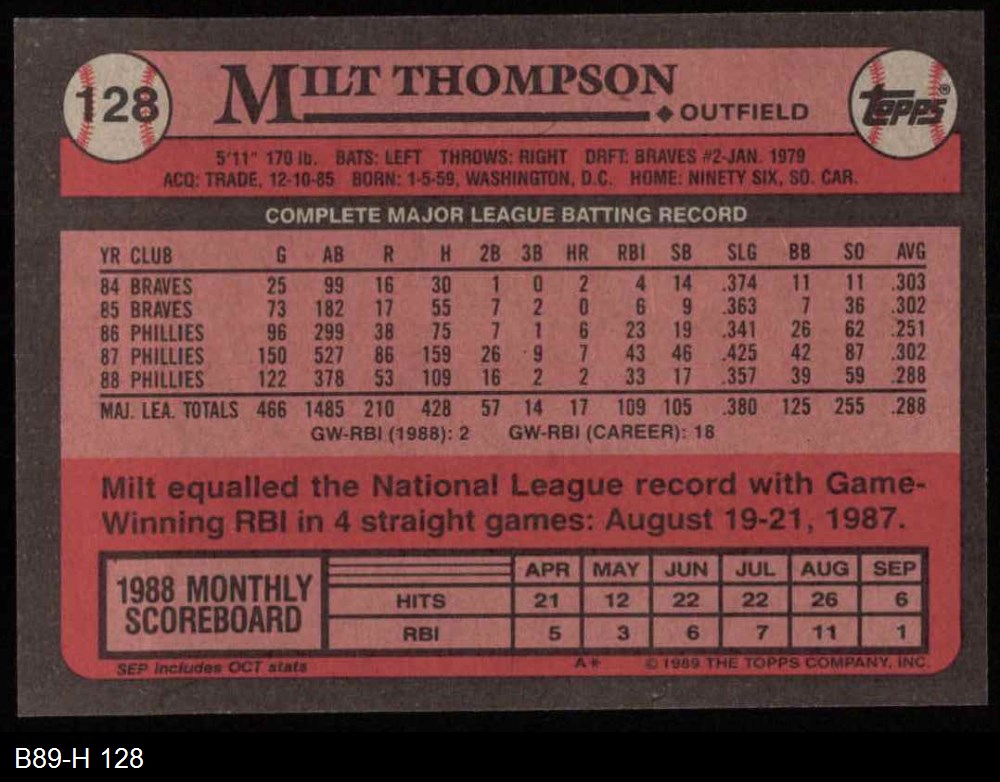 128
MILT THOMPSON
◆ OUTFIELD
TOPPS®
5'11" 170 lb. BATS: LEFT THROWS: RIGHT DRFT: BRAVES #2-JAN. 1979
ACQ: TRADE, 12-10-85 BORN: 1-5-59, WASHINGTON, D.C. HOME: NINETY SIX, SO. CAR.
COMPLETE MAJOR LEAGUE BATTING RECORD
YR CLUB G AB R H 2B 3B HR RBI SB SLG BB SO AVG
84 BRAVES 25 99 16 30 1 0 2 4 14 .374 11 11 .303
85 BRAVES 73 182 17 55 7 2 0 6 9 .363 7 36 .302
86 PHILLIES 96 299 38 75 7 1 6 23 19 .341 26 62 .251
87 PHILLIES 150 527 86 159 26 9 7 43 46 .425 42 87 .302
88 PHILLIES 122 378 53 109 16 2 2 33 17 .357 39 59 .288
MAJ. LEA. TOTALS 466 1485 210 428 57 14 17 109 105 .380 125 255 .288
GW-RBI (1988): 2 GW-RBI (CAREER): 18
Milt equalled the National League record with Game-
Winning RBI in 4 straight games: August 19-21, 1987.
1988 MONTHLY
SCOREBOARD
APR MAY JUN JUL AUG SEP
HITS 21 12 22 22 26 6
RBI 5 3 6 7 11 1
SEP includes OCT stats
A*
© 1989 THE TOPPS COMPANY, INC.
B89-H 128